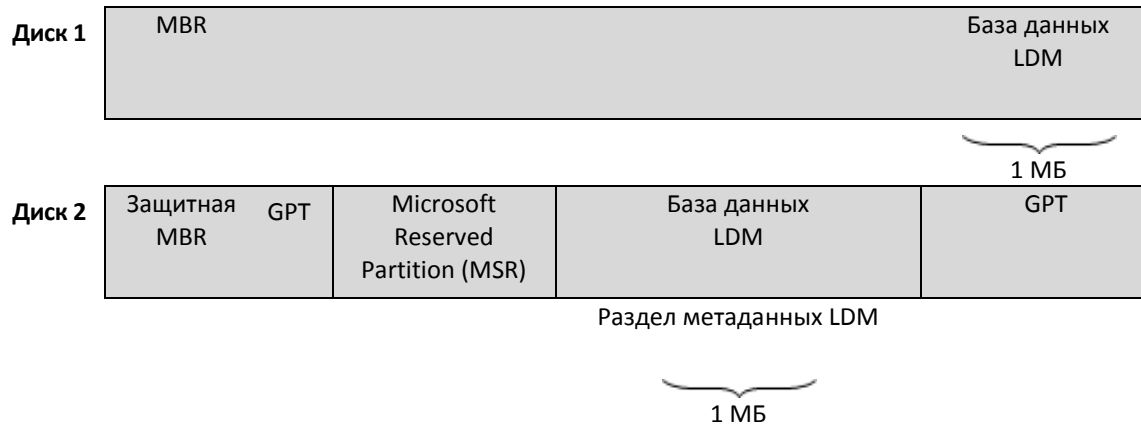 Диск 1
MBR
База данных
LDM
1 МБ
Диск 2
Защитная
MBR
GPT
Microsoft
Reserved
Partition (MSR)
База данных
LDM
GPT
Раздел метаданных LDM
1 МБ